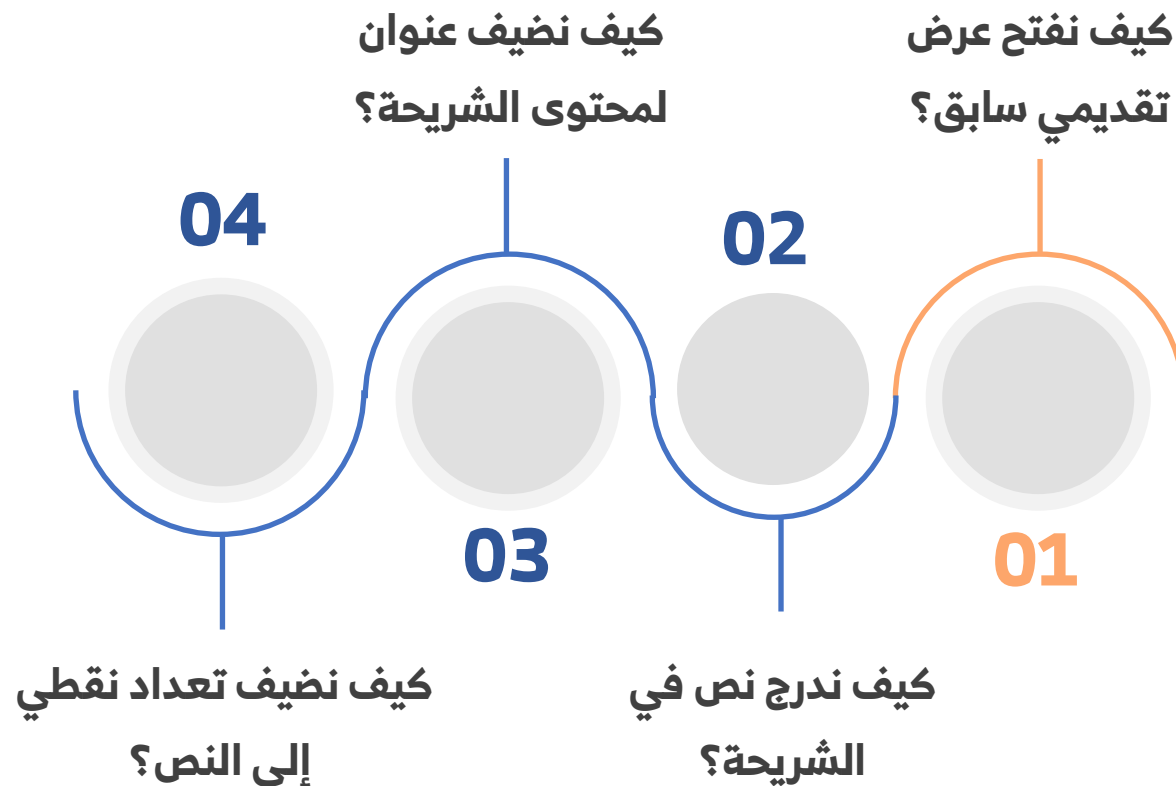 كيف نفتح عرض
تقديمي سابق؟
01
02
كيف ندرج نص في
الشريحة؟
كيف نضيف عنوان
لمحتوى الشريحة؟
03
04
كيف نضيف تعداد نقطي
إلى النص؟